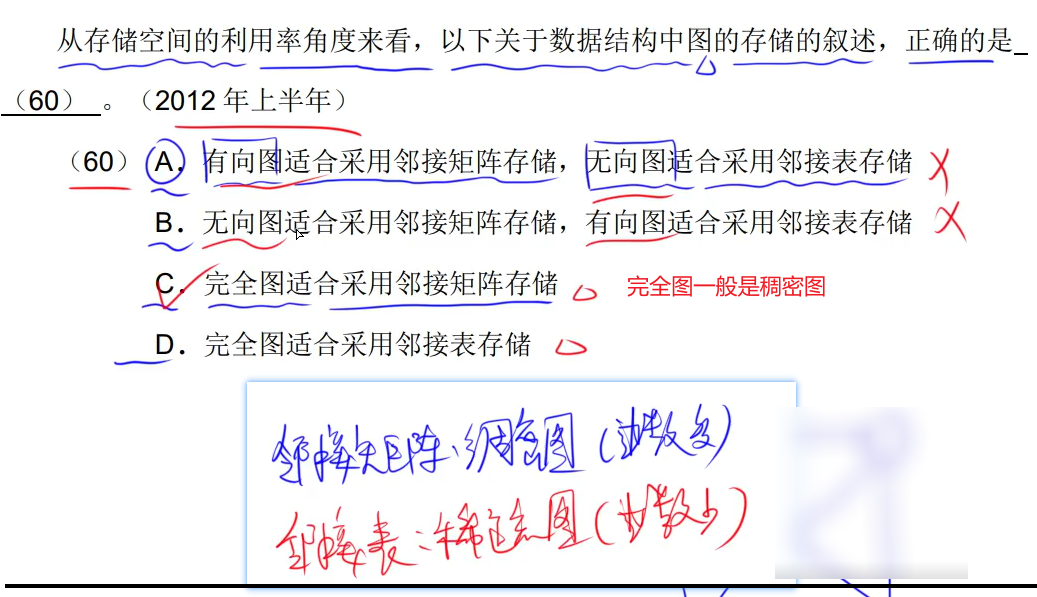 从存储空间的利用率角度来看，以下关于数据结构中图的存储的叙述，正确的是
（60） 。（2012 年上半年）
（60） A．有向图适合采用邻接矩阵存储，无向图适合采用邻接表存储
B．无向图适合采用邻接矩阵存储，有向图适合采用邻接表存储
C．完全图适合采用邻接矩阵存储 完全图一般是稠密图
D．完全图适合采用邻接表存储
邻接矩阵：稠密图（边数多）
邻接表：稀疏图（边数少）